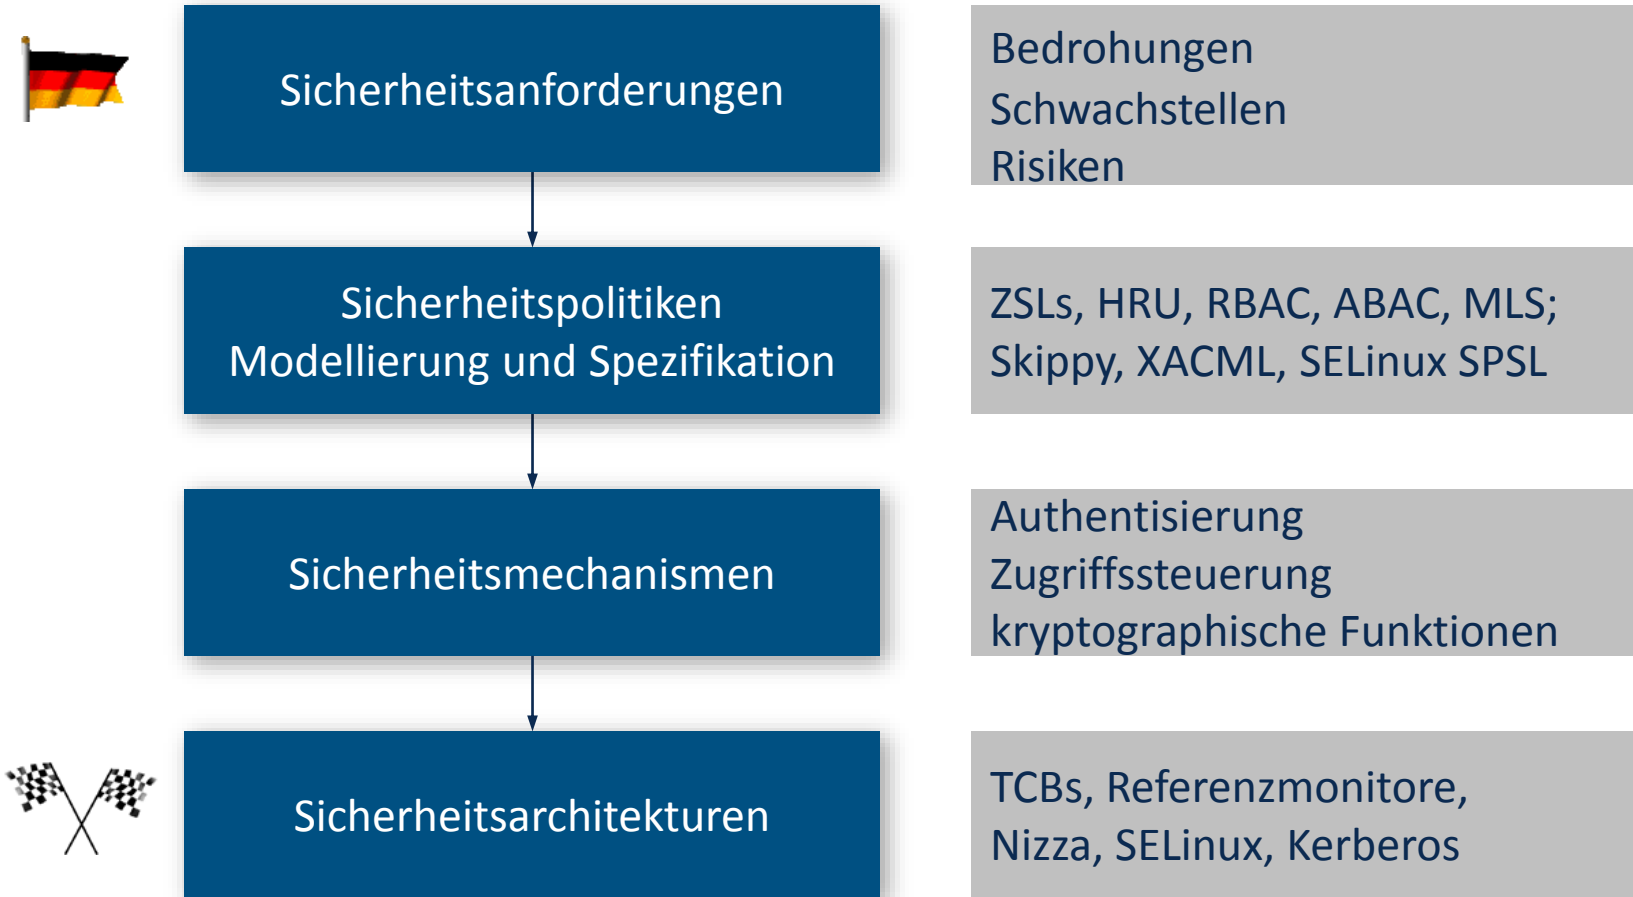 Sicherheitsanforderungen
Bedrohungen
Schwachstellen
Risiken
Sicherheitspolitiken
Modellierung und Spezifikation
ZSLs, HRU, RBAC, ABAC, MLS;
Skippy, XACML, SELinux SPSL
Sicherheitsmechanismen
Authentisierung
Zugriffssteuerung
kryptographische Funktionen
Sicherheitsarchitekturen
TCBs, Referenzmonitore,
Nizza, SELinux, Kerberos